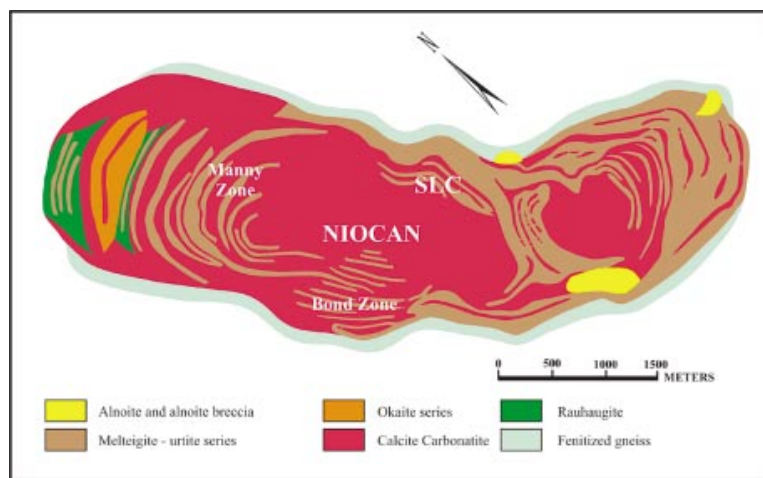 N
Manny
Zone
SLC
NIOCAN
Bond Zone
0 500 1000 1500
METERS
Alnoite and alnoite breccia
Okaite series
Rauhaugite
Melteigite - urtite series
Calcite Carbonatite
Fenitized gneiss